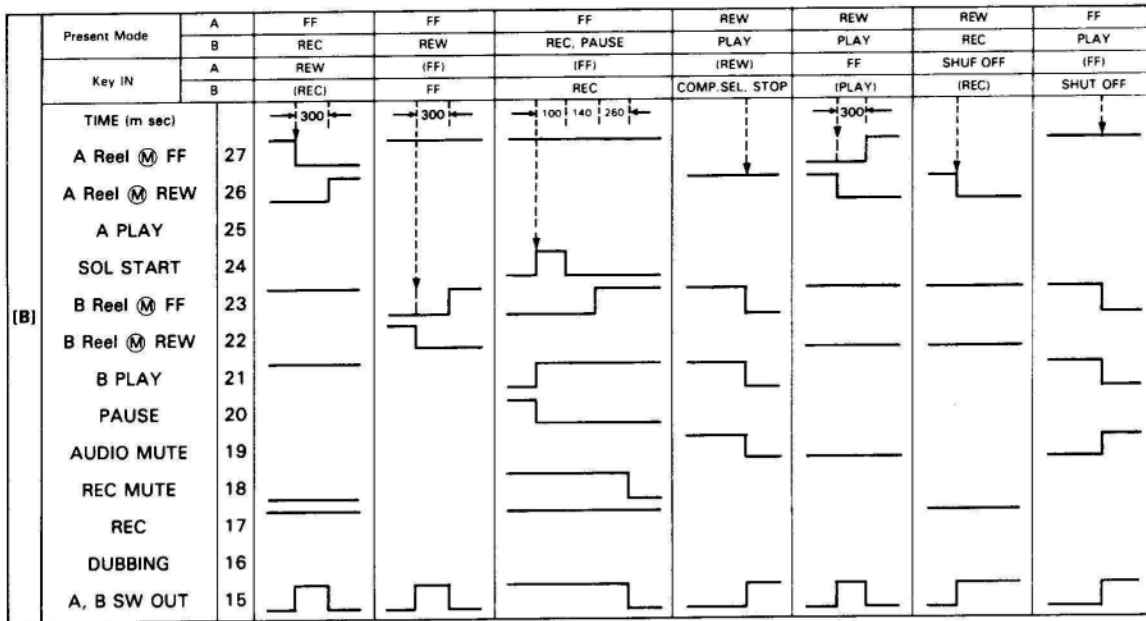 Present Mode A FF FF FF REW REW REW FF
B REC REW REC, PAUSE PLAY PLAY REC PLAY
Key IN A REW (FF) (FF) (REW) FF SHUF OFF (FF)
B (REC) FF REC COMP.SEL, STOP (PLAY) (REC) SHUT OFF
TIME (m sec) 300 300 100 140 260 300
A Reel Ⓜ FF 27
A Reel Ⓜ REW 26
A PLAY 25
SOL START 24
[B] B Reel Ⓜ FF 23
B Reel Ⓜ REW 22
B PLAY 21
PAUSE 20
AUDIO MUTE 19
REC MUTE 18
REC 17
DUBBING 16
A, B SW OUT 15